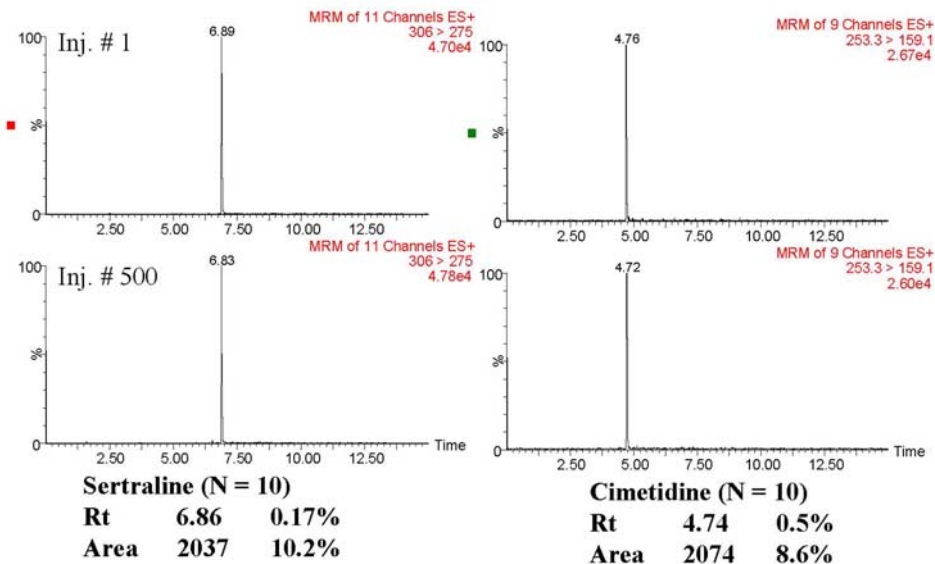 Inj. # 1
6.89
MRM of 11 Channels ES+
306 > 275
4.70e4
100
%
0
2.50 5.00 7.50 10.00 12.50
4.76
MRM of 9 Channels ES+
253.3 > 159.1
2.67e4
100
%
0
2.50 5.00 7.50 10.00 12.50
Inj. # 500
6.83
MRM of 11 Channels ES+
306 > 275
4.78e4
100
%
0
2.50 5.00 7.50 10.00 12.50 Time
4.72
MRM of 9 Channels ES+
253.3 > 159.1
2.60e4
100
%
0
2.50 5.00 7.50 10.00 12.50 Time
Sertraline (N = 10)
Rt 6.86 0.17%
Area 2037 10.2%
Cimetidine (N = 10)
Rt 4.74 0.5%
Area 2074 8.6%